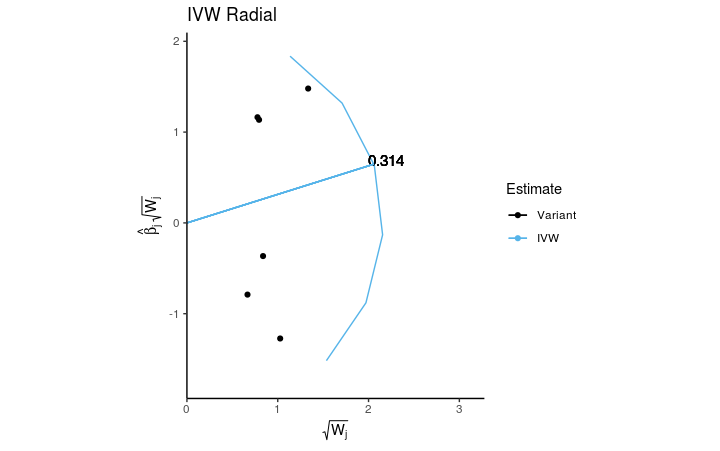 IVW Radial
2
1
0
-1
β̂j√Wj
0.314
0
1
2
3
√Wj
Estimate
Variant
IVW